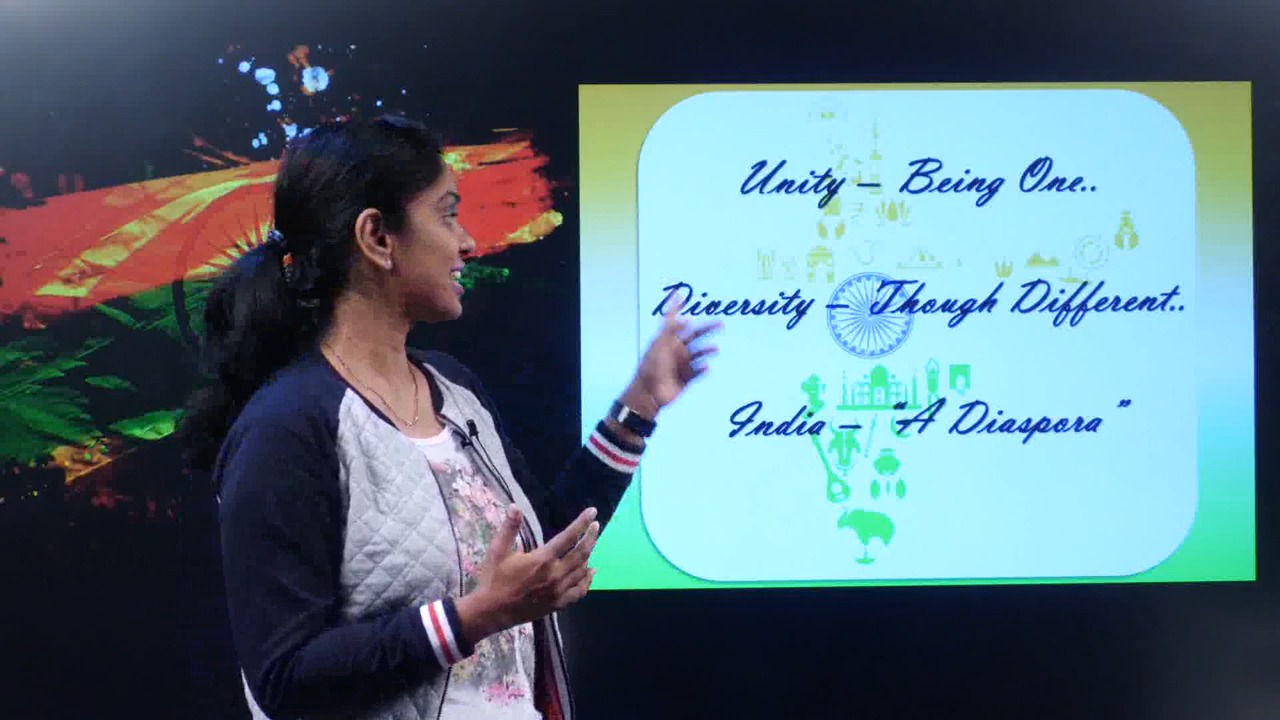 Unity – Being One..
Diversity – Though Different..
India – "A Diaspora"